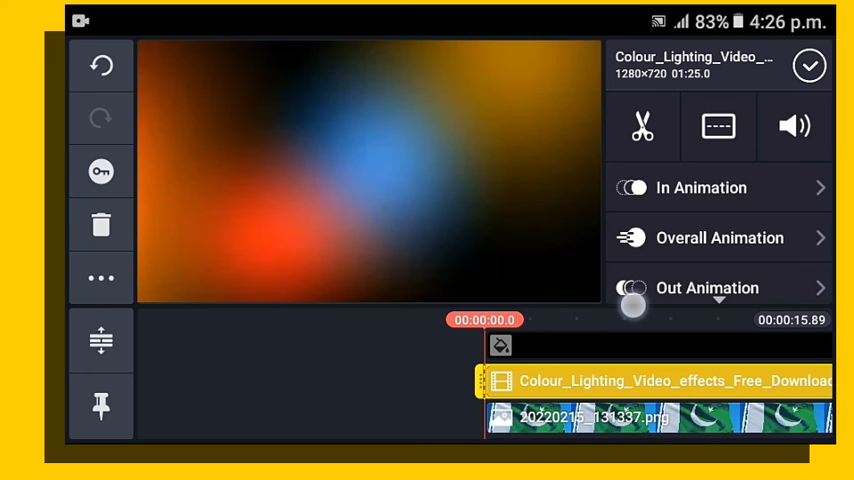 83% 4:26 p.m.
Colour_Lighting_Video_...
1280×720 01:25.0
In Animation
Overall Animation
Out Animation
00:00:00.0
00:00:15.89
Colour_Lighting_Video_effects_Free_Download
20220215_131337.png